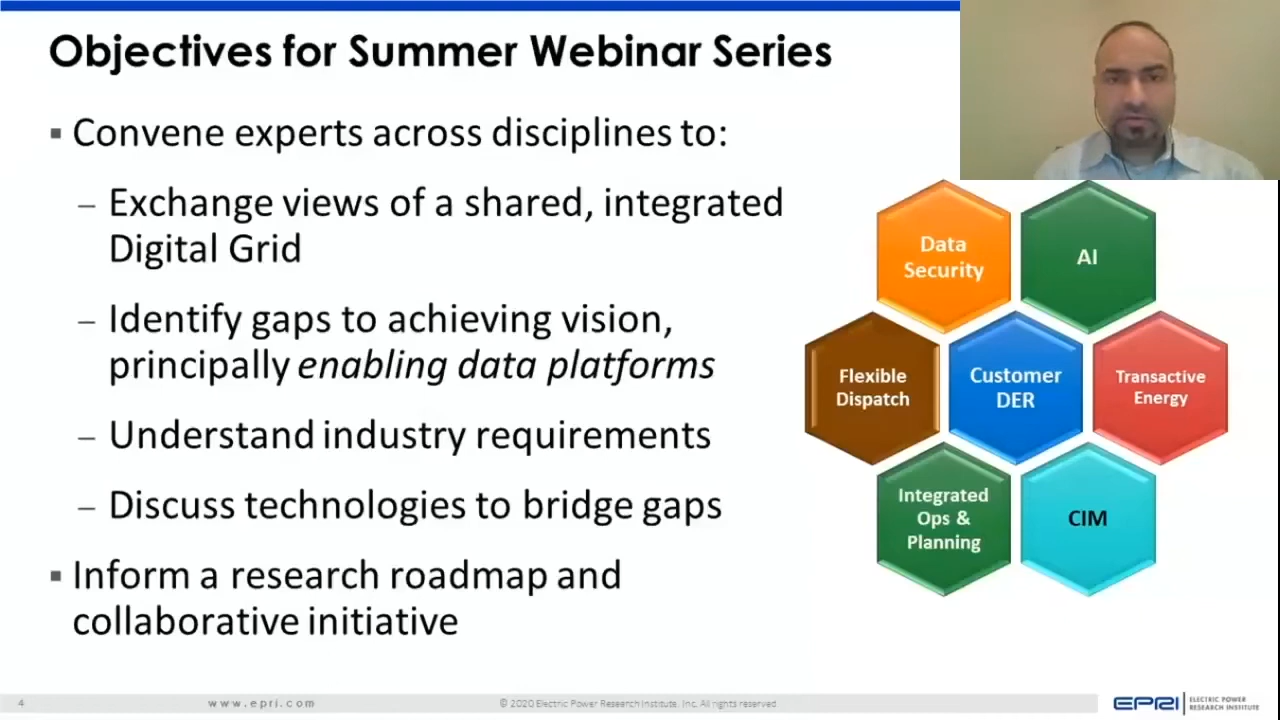 Objectives for Summer Webinar Series
▪ Convene experts across disciplines to:
– Exchange views of a shared, integrated
Digital Grid
– Identify gaps to achieving vision,
principally enabling data platforms
– Understand industry requirements
– Discuss technologies to bridge gaps
▪ Inform a research roadmap and
collaborative initiative
Data
Security
AI
Flexible
Dispatch
Customer
DER
Transactive
Energy
Integrated
Ops &
Planning
CIM
4
www.epri.com
© 2020 Electric Power Research Institute, Inc. All rights reserved.
EPRI
ELECTRIC POWER
RESEARCH INSTITUTE